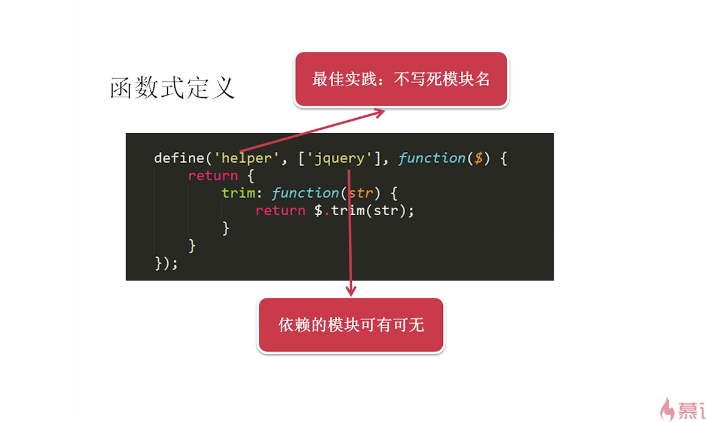 最佳实践：不写死模块名
函数式定义
define('helper', ['jquery'], function($) {
return {
trim: function(str) {
return $.trim(str);
}
}
});
依赖的模块可有可无
慕